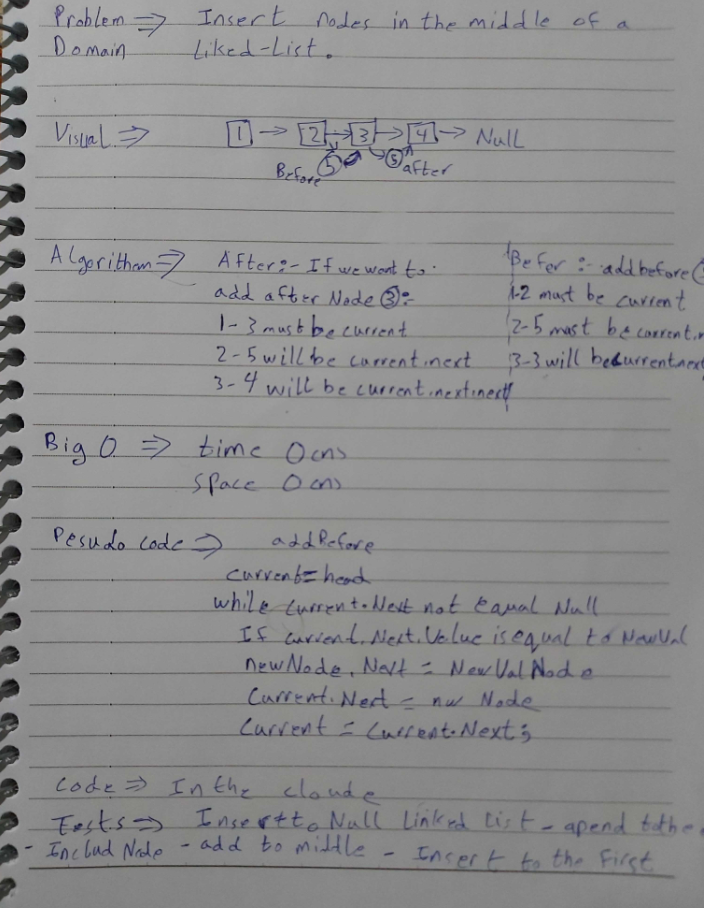 Problem ⇒ Insert nodes in the middle of a
Domain Liked-List.
Visual ⇒ 1 → 2 → 3 → 4 → Null
Before 5 5 after
Algorithem ⇒ After:- If we want to
add after Node 3:-
1- 3 must be current
2-5 will be current.next
3-4 will be current.next.next
Befer :- add before
1-2 must be current
2-5 must be current.n
3-3 will be current.next
Big O ⇒ time O(n)
space O(n)
Pesudo code ⇒ addBefore
current = head
while current.Next not equal Null
If current.Next.Value is equal to NewVal
newNode.Next = NewValNode
Current.Next = nw Node
Current = Current.Next;
Code ⇒ In the cloude
Tests ⇒ Insert to Null Linked List - apend to the
- Includ Node - add to middle - Insert to the First